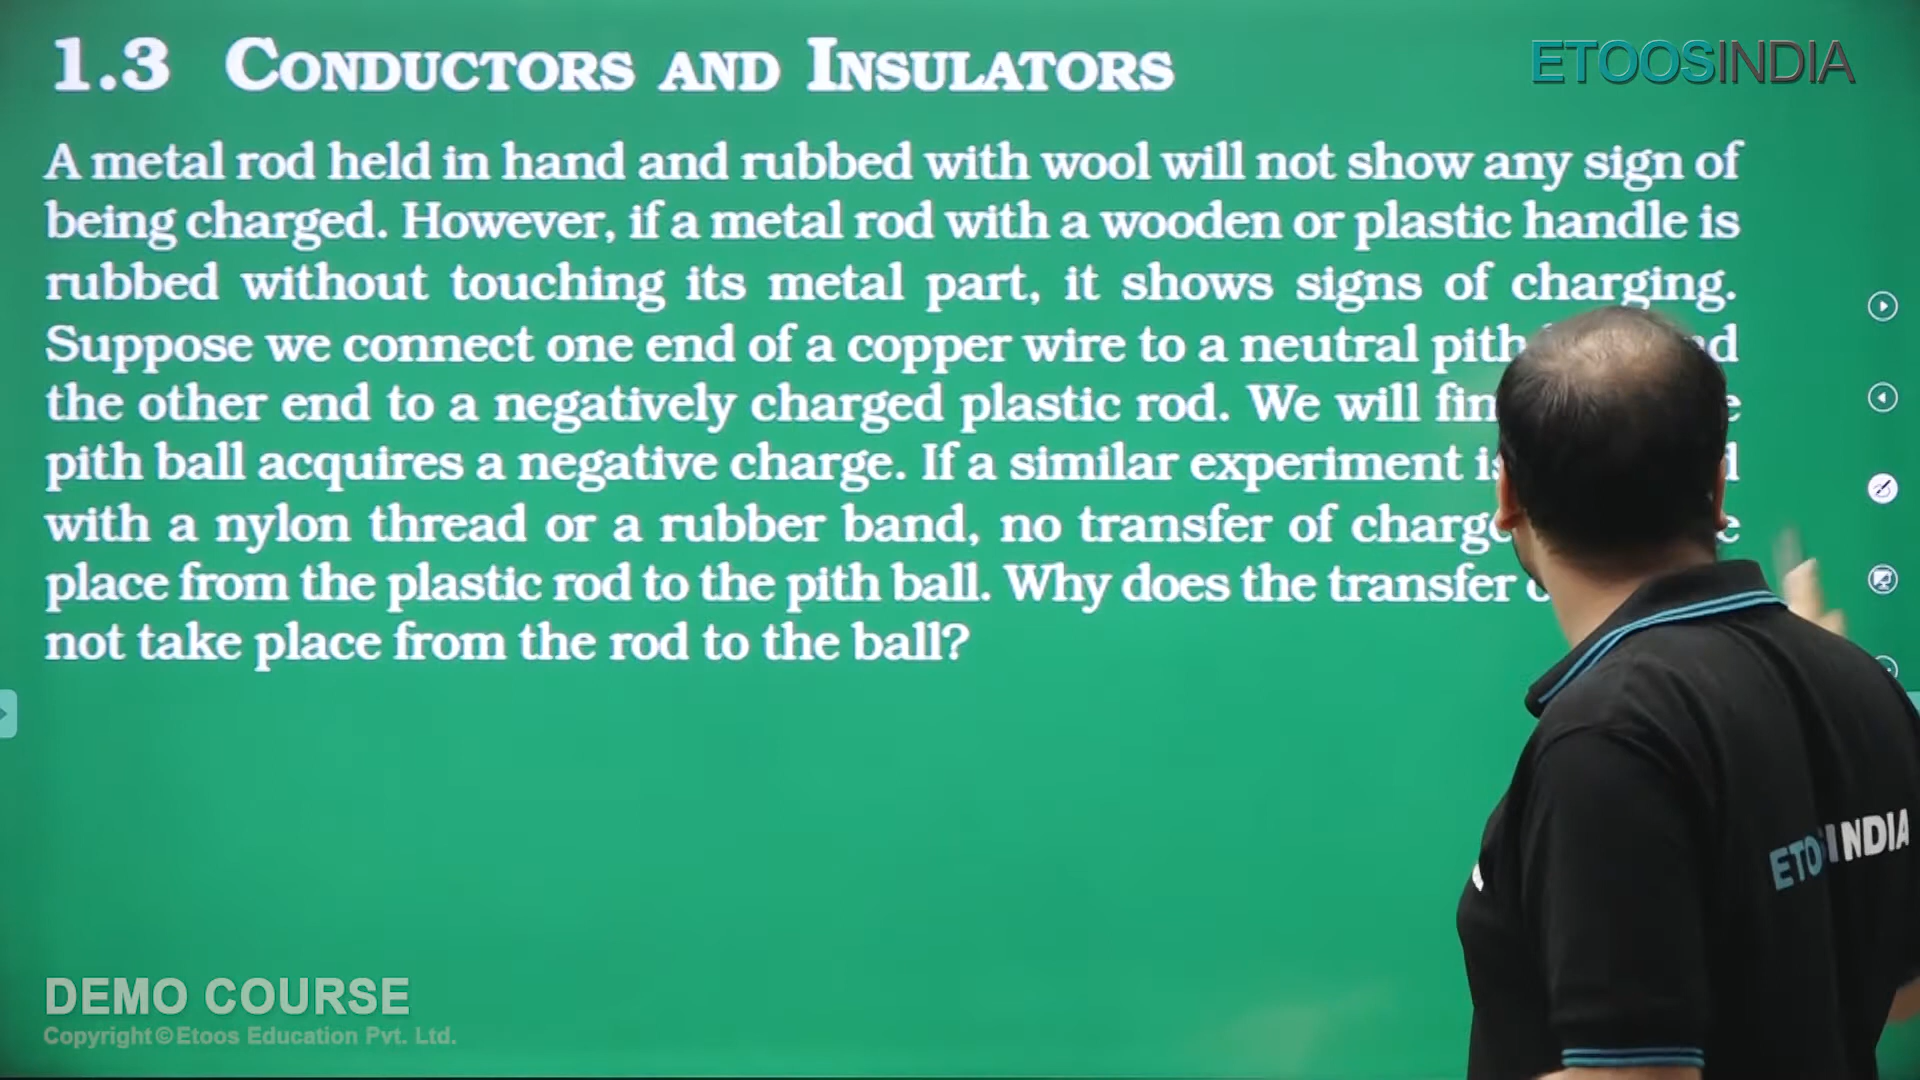 1.3 CONDUCTORS AND INSULATORS
ETOOSINDIA
A metal rod held in hand and rubbed with wool will not show any sign of
being charged. However, if a metal rod with a wooden or plastic handle is
rubbed without touching its metal part, it shows signs of charging.
Suppose we connect one end of a copper wire to a neutral pith
the other end to a negatively charged plastic rod. We will
pith ball acquires a negative charge. If a similar experiment
with a nylon thread or a rubber band, no transfer of
place from the plastic rod to the pith ball. Why does the transfer
not take place from the rod to the ball?
INDIA
DEMO COURSE
Copyright © Etoos Education Pvt. Ltd.